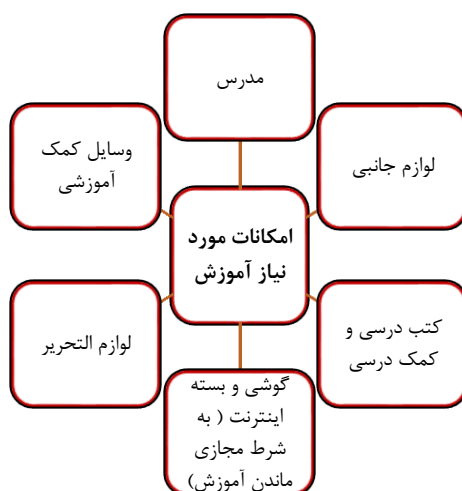 مدرس
وسایل کمک
آموزشی
لوازم جانبی
امکانات مورد
نیاز آموزش
لوازم التحریر
کتب درسی و
کمک درسی
گوشی و بسته
اینترنت ( به
شرط مجازی
ماندن آموزش)